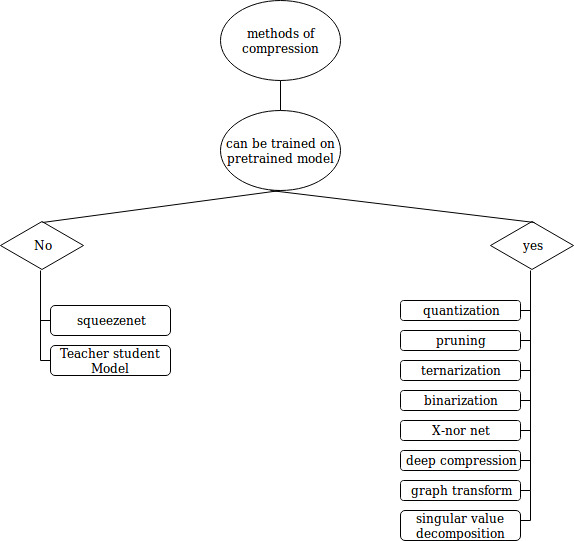 methods of
compression
can be trained on
pretrained model
No
yes
squeezenet
Teacher student
Model
quantization
pruning
ternarization
binarization
X-nor net
deep compression
graph transform
singular value
decomposition